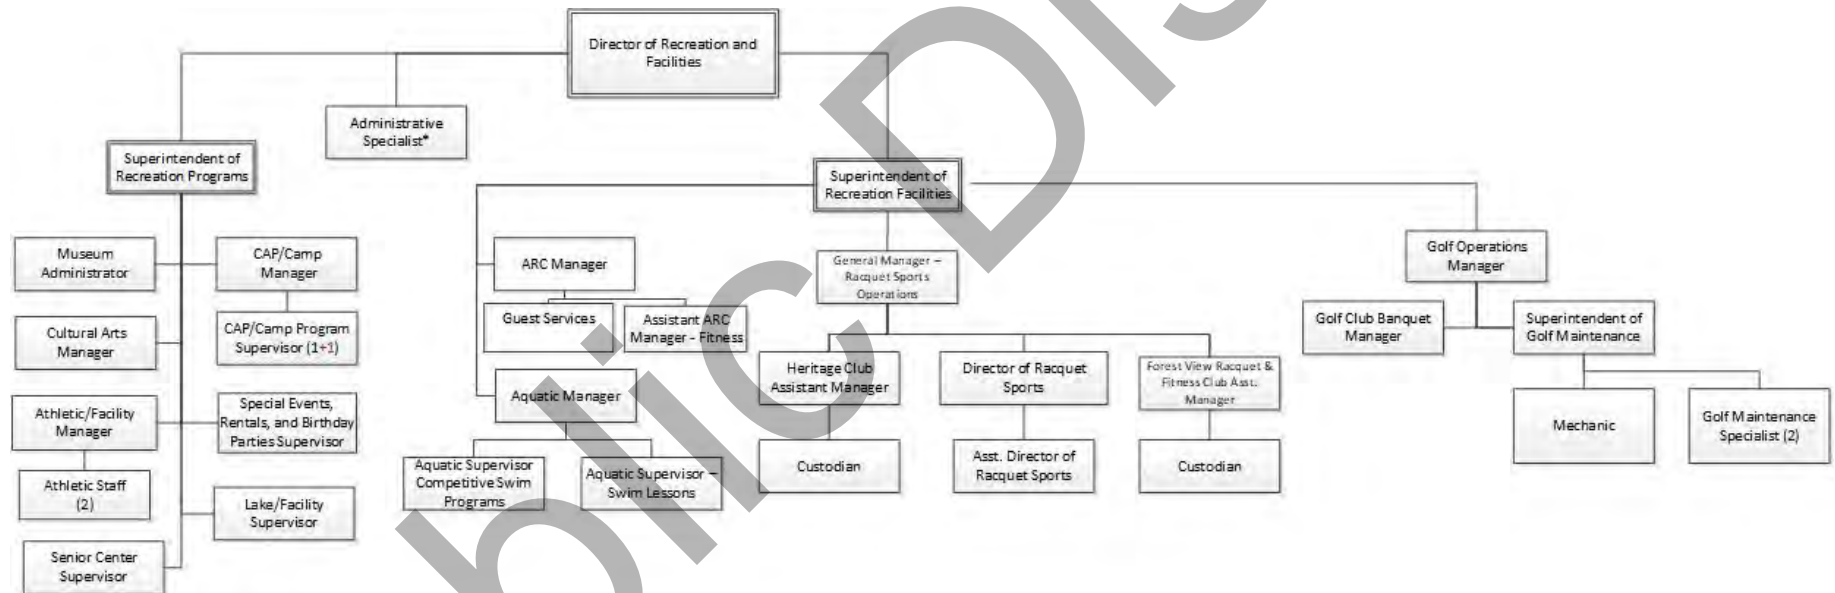 Director of Recreation and
Facilities
Administrative
Specialist*
Superintendent of
Recreation Programs
Museum
Administrator
CAP/Camp
Manager
Cultural Arts
Manager
CAP/Camp Program
Supervisor (1+1)
Athletic/Facility
Manager
Special Events,
Rentals, and Birthday
Parties Supervisor
Athletic Staff
(2)
Lake/Facility
Supervisor
Senior Center
Supervisor
Superintendent of
Recreation Facilities
ARC Manager
Guest Services
Assistant ARC
Manager - Fitness
Aquatic Manager
Aquatic Supervisor
Competitive Swim
Programs
Aquatic Supervisor –
Swim Lessons
General Manager –
Racquet Sports
Operations
Heritage Club
Assistant Manager
Custodian
Director of Racquet
Sports
Asst. Director of
Racquet Sports
Forest View Racquet &
Fitness Club Asst.
Manager
Custodian
Golf Operations
Manager
Golf Club Banquet
Manager
Superintendent of
Golf Maintenance
Mechanic
Golf Maintenance
Specialist (2)